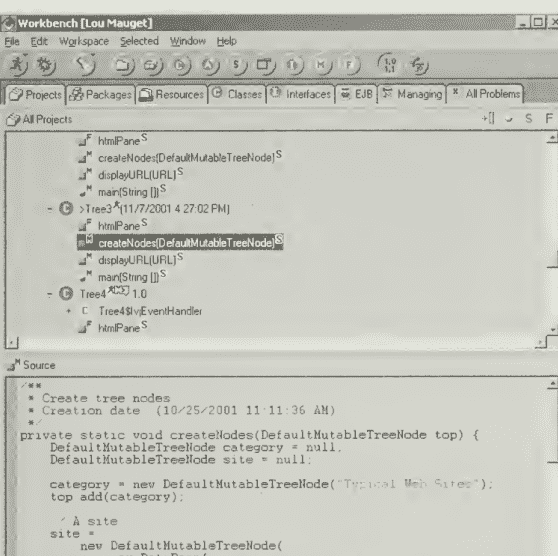 Workbench [Lou Mauget]
File Edit Workspace Selected Window Help
Projects Packages Resources Classes Interfaces EJB Managing All Problems
All Projects S F
htmlPane S
createNodes(DefaultMutableTreeNode) S
displayURL(URL) S
main(String []) S
- >Tree3 (11/7/2001 4 27 02 PM)
htmlPane S
createNodes(DefaultMutableTreeNode) S
displayURL(URL) S
main(String []) S
- Tree4 1.0
+ C Tree4$IvjEventHandler
htmlPane S
Source
/**
* Create tree nodes
* Creation date (10/25/2001 11·11:36 AM)
*/
private static void createNodes(DefaultMutableTreeNode top) {
DefaultMutableTreeNode category = null,
DefaultMutableTreeNode site = null;
category = new DefaultMutableTreeNode("Typical Web Sites");
top add(category);
/ A site
site =
new DefaultMutableTreeNode(